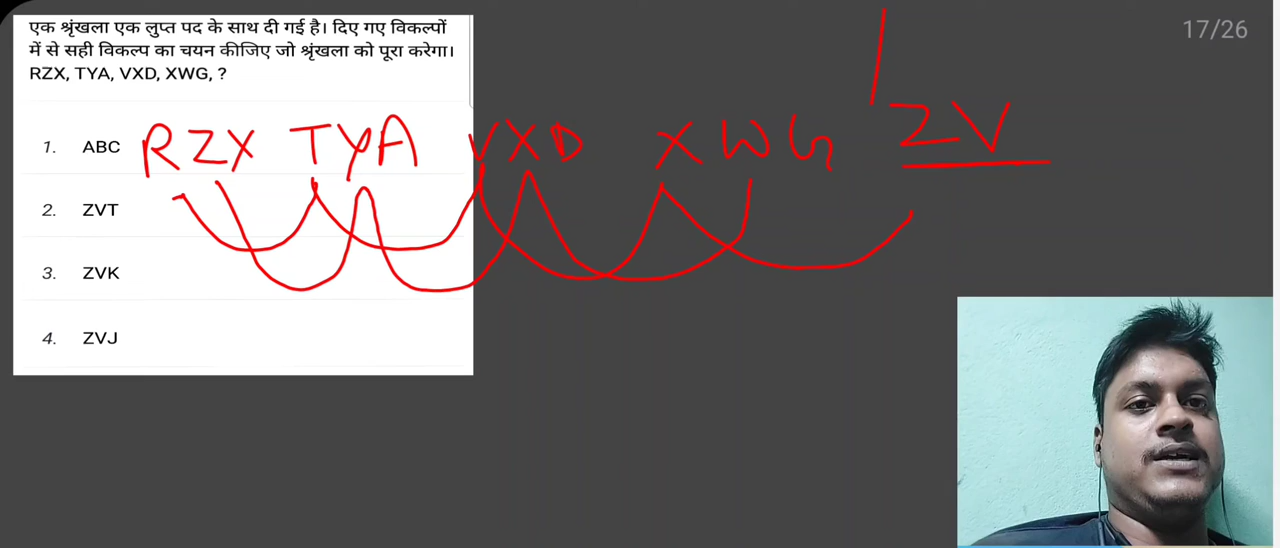 एक श्रृंखला एक लुप्त पद के साथ दी गई है। दिए गए विकल्पों
में से सही विकल्प का चयन कीजिए जो श्रृंखला को पूरा करेगा।
RZX, TYA, VXD, XWG, ?
1. ABC
2. ZVT
3. ZVK
4. ZVJ
RZX TYA VXD XWG ZV
17/26